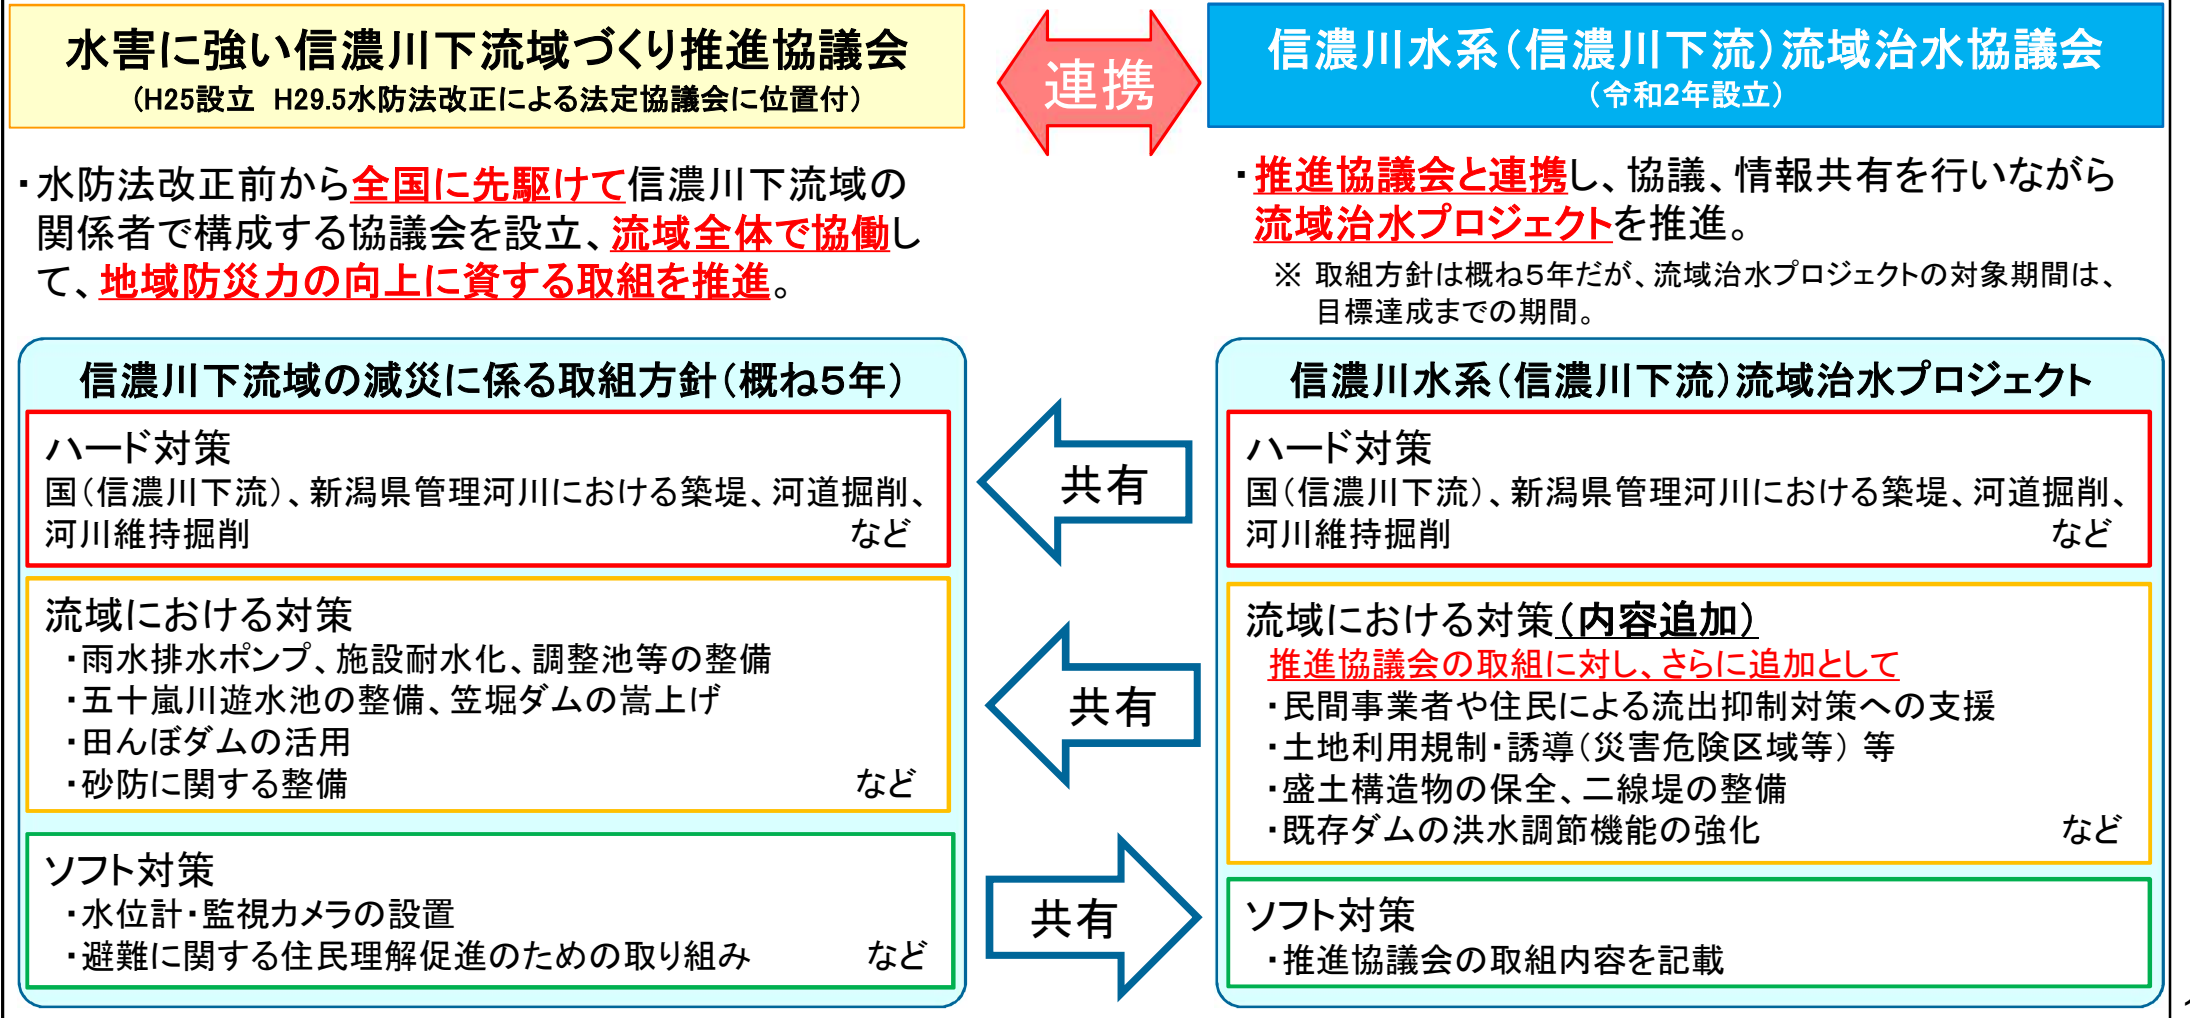 水害に強い信濃川下流域づくり推進協議会
（H25設立　H29.5水防法改正による法定協議会に位置付）
連携
信濃川水系（信濃川下流）流域治水協議会
（令和2年設立）
・水防法改正前から全国に先駆けて信濃川下流域の
関係者で構成する協議会を設立、流域全体で協働し
て、地域防災力の向上に資する取組を推進。
・推進協議会と連携し、協議、情報共有を行いながら
流域治水プロジェクトを推進。
※ 取組方針は概ね５年だが、流域治水プロジェクトの対象期間は、
目標達成までの期間。
信濃川下流域の減災に係る取組方針（概ね５年）
ハード対策
国（信濃川下流）、新潟県管理河川における築堤、河道掘削、
河川維持掘削　など
流域における対策
・雨水排水ポンプ、施設耐水化、調整池等の整備
・五十嵐川遊水池の整備、笠堀ダムの嵩上げ
・田んぼダムの活用
・砂防に関する整備　など
ソフト対策
・水位計・監視カメラの設置
・避難に関する住民理解促進のための取り組み　など
共有
共有
共有
信濃川水系（信濃川下流）流域治水プロジェクト
ハード対策
国（信濃川下流）、新潟県管理河川における築堤、河道掘削、
河川維持掘削　など
流域における対策（内容追加）
推進協議会の取組に対し、さらに追加として
・民間事業者や住民による流出抑制対策への支援
・土地利用規制・誘導（災害危険区域等） 等
・盛土構造物の保全、二線堤の整備
・既存ダムの洪水調節機能の強化　など
ソフト対策
・推進協議会の取組内容を記載